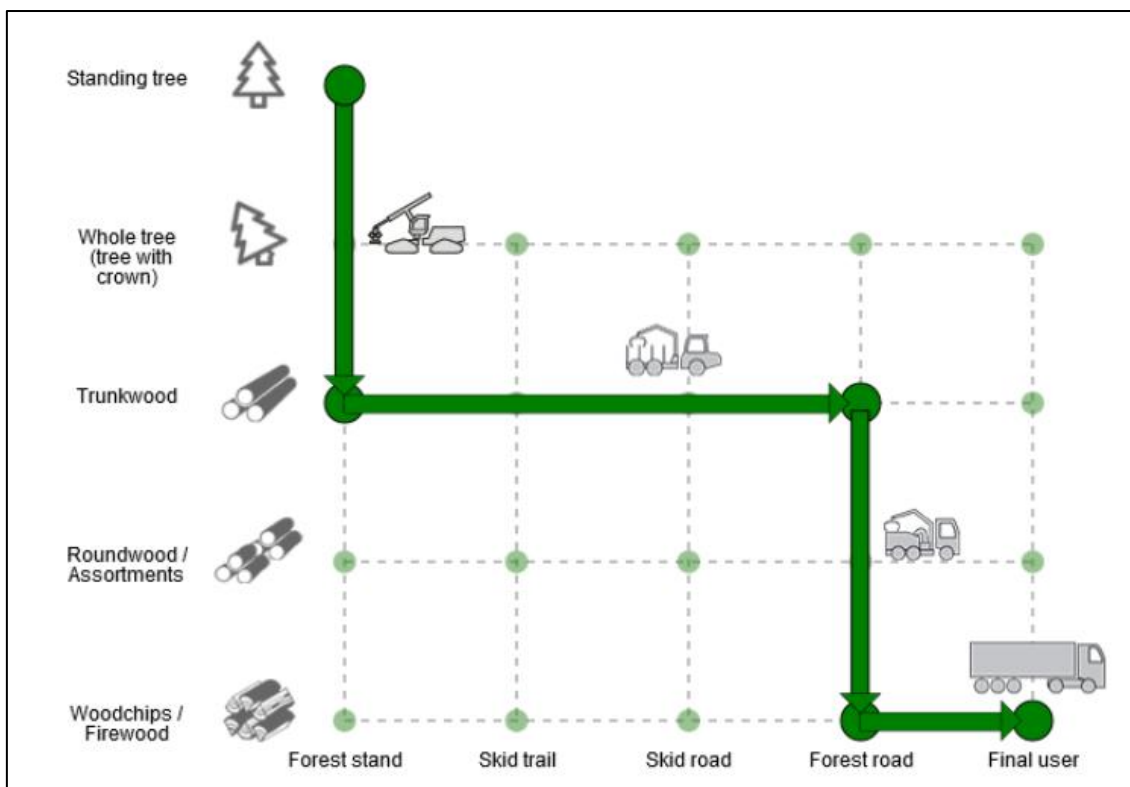 Standing tree
Whole tree
(tree with
crown)
Trunkwood
Roundwood /
Assortments
Woodchips /
Firewood
Forest stand
Skid trail
Skid road
Forest road
Final user